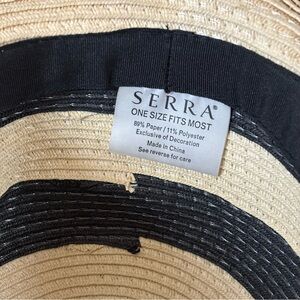 SERRA®
ONE SIZE FITS MOST
89% Paper / 11% Polyester
Exclusive of Decoration
Made in China
See reverse for care